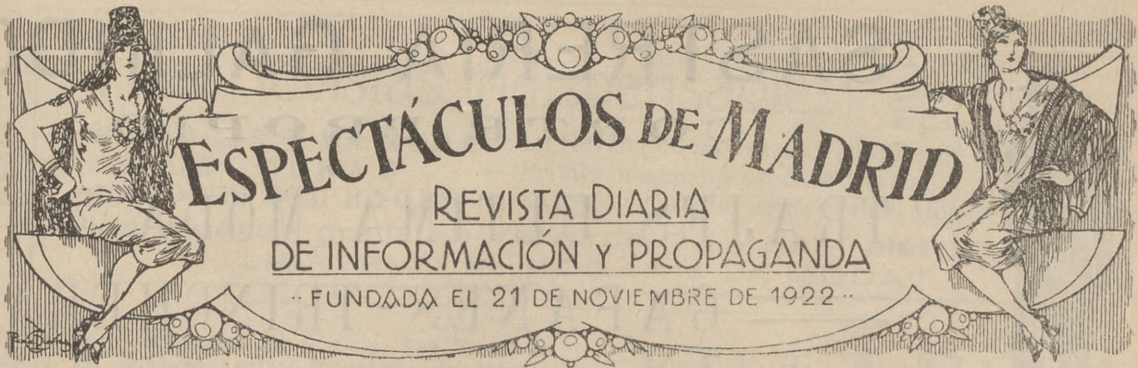 ESPECTÁCULOS DE MADRID
REVISTA DIARIA
DE INFORMACIÓN Y PROPAGANDA
·· FUNDADA EL 21 DE NOVIEMBRE DE 1922 ··